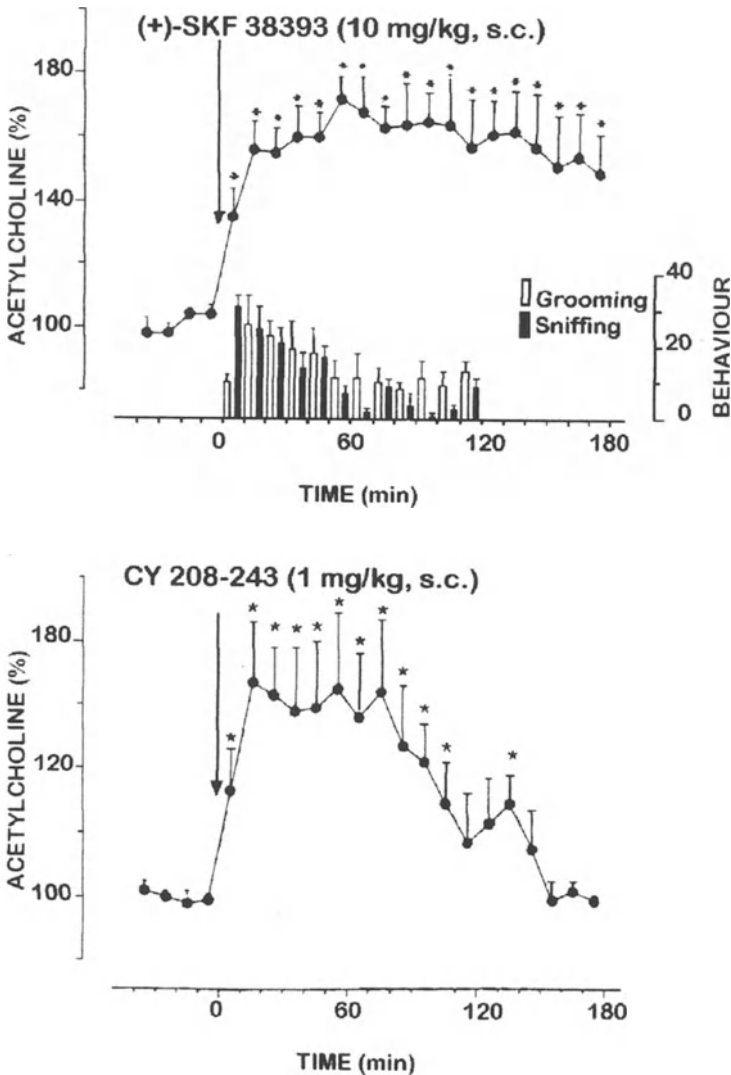 (+)-SKF 38393 (10 mg/kg, s.c.)
180
140
100
ACETYLCHOLINE (%)
Grooming
Sniffing
40
20
0
BEHAVIOUR
0 60 120 180
TIME (min)
CY 208-243 (1 mg/kg, s.c.)
180
120
100
ACETYLCHOLINE (%)
0 60 120 180
TIME (min)